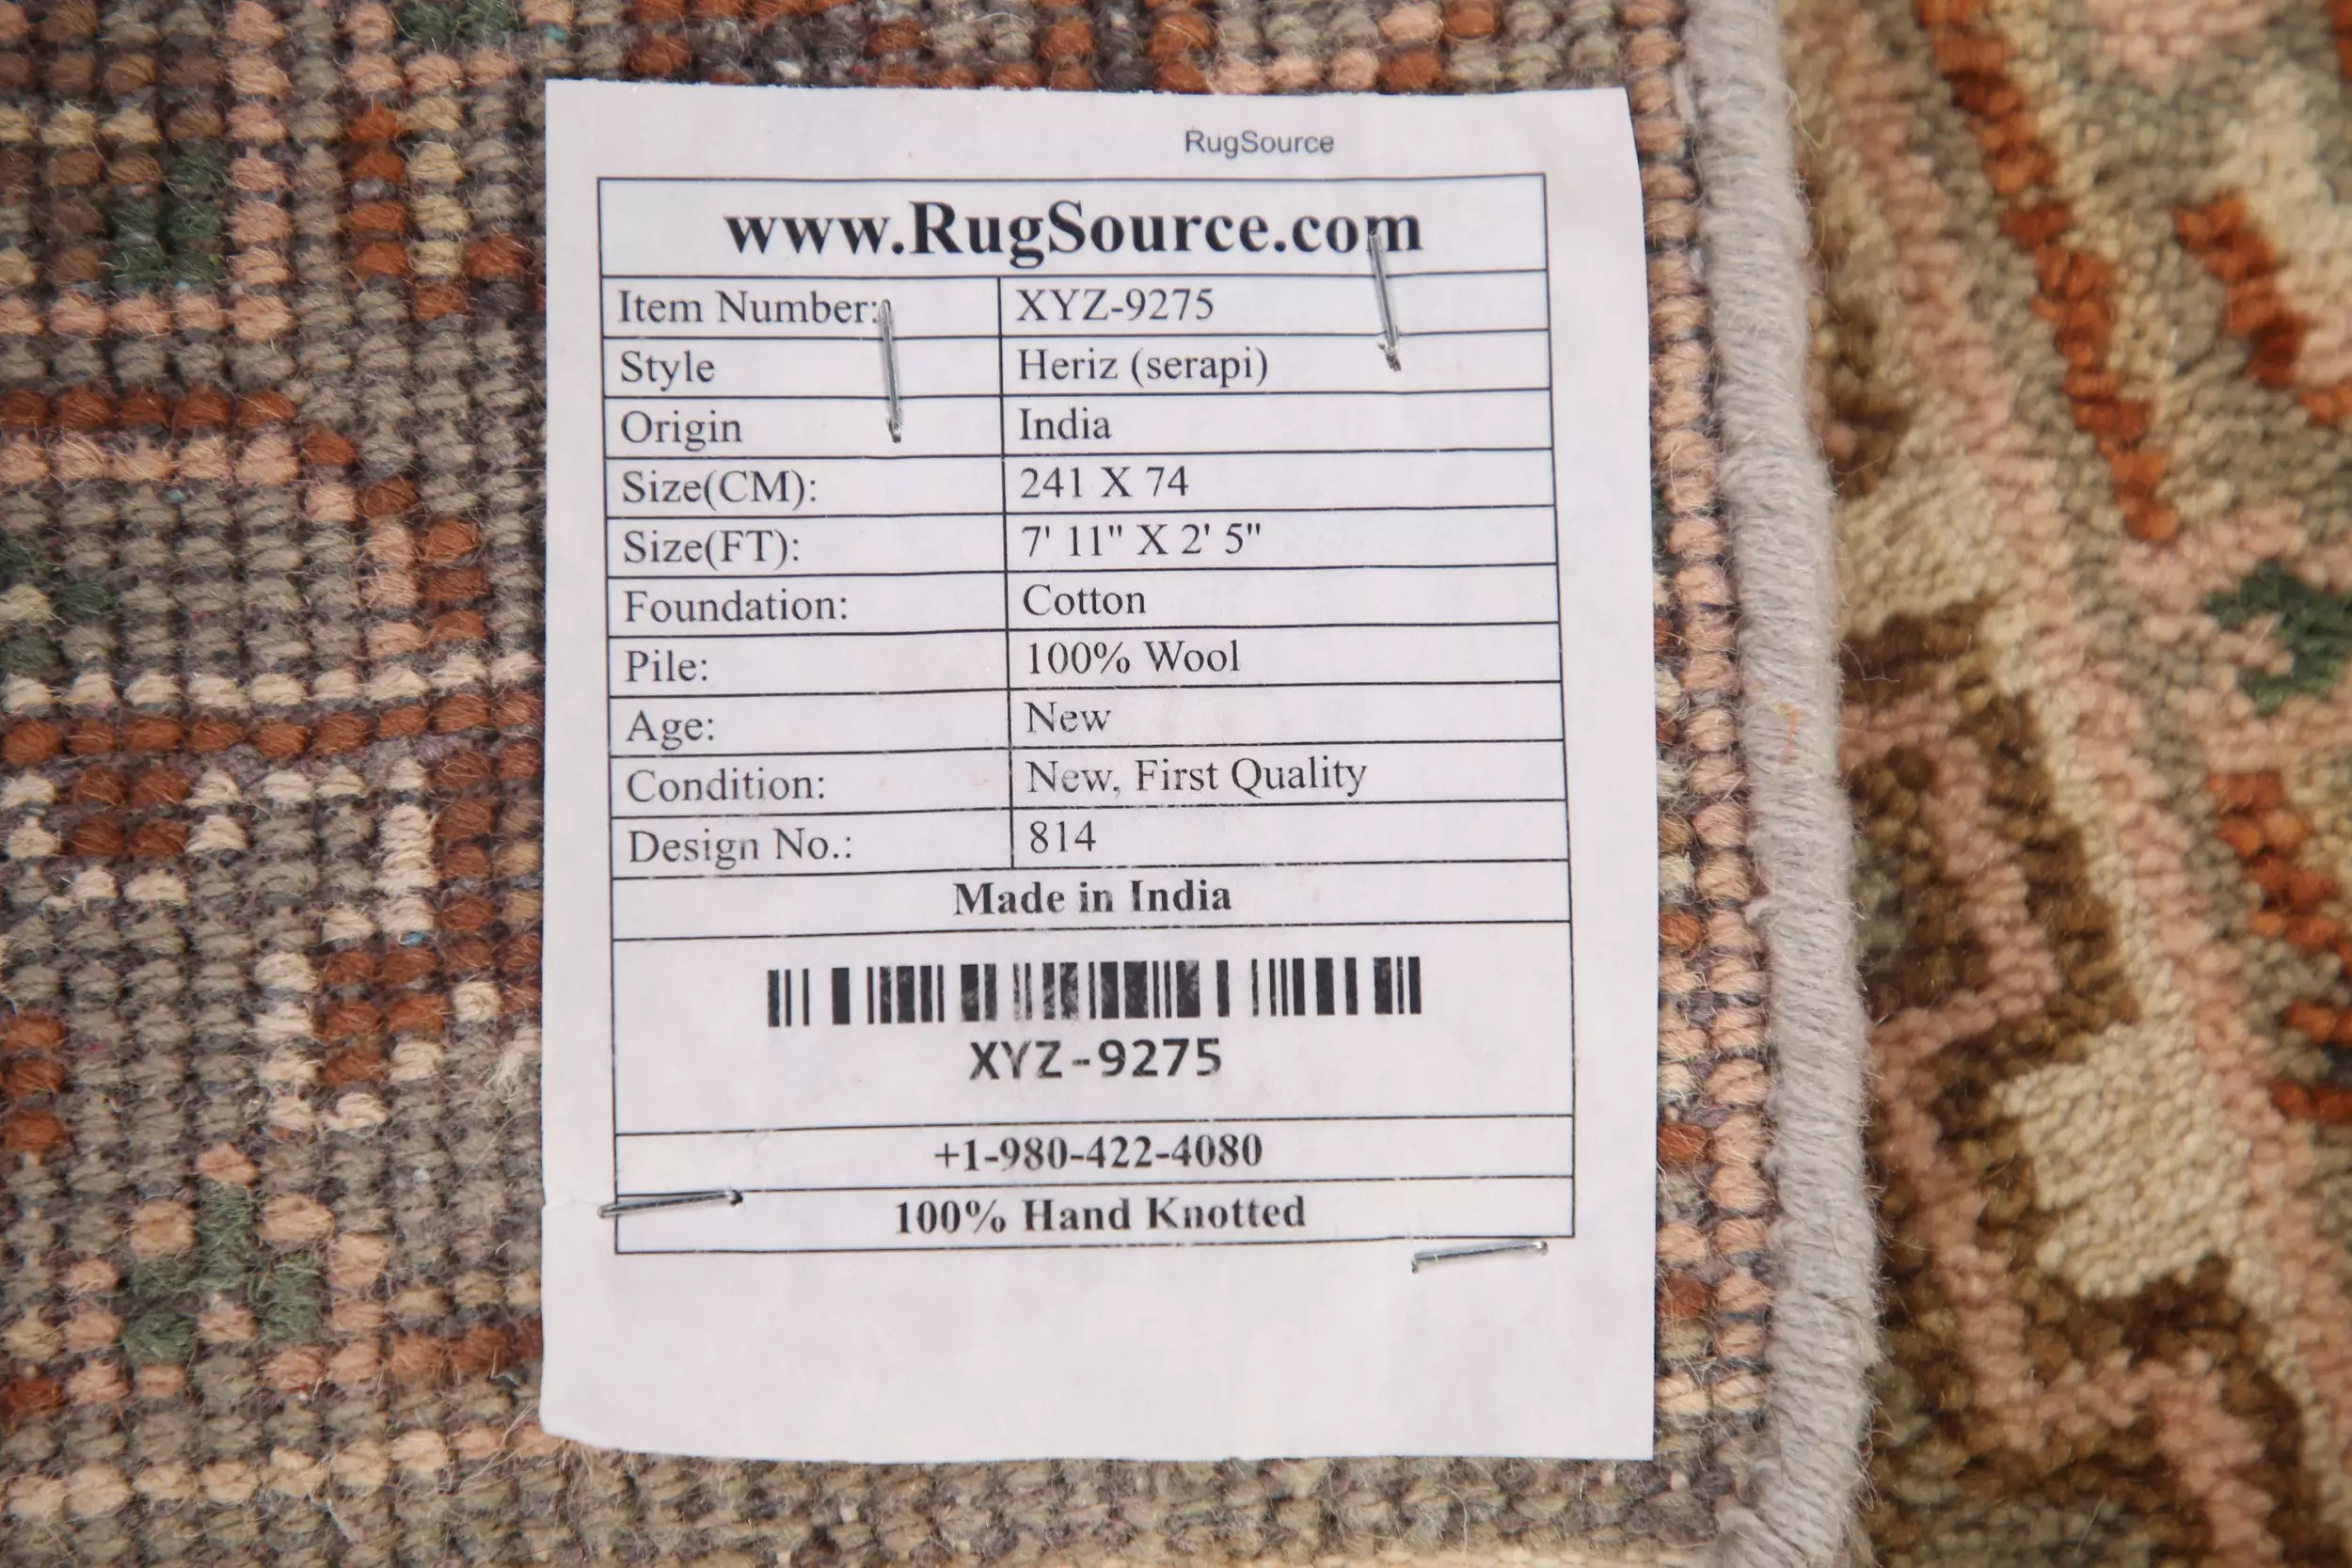 RugSource
www.RugSource.com
Item Number: XYZ-9275
Style Heriz (serapi)
Origin India
Size(CM): 241 X 74
Size(FT): 7' 11" X 2' 5"
Foundation: Cotton
Pile: 100% Wool
Age: New
Condition: New, First Quality
Design No.: 814
Made in India
XYZ-9275
+1-980-422-4080
100% Hand Knotted